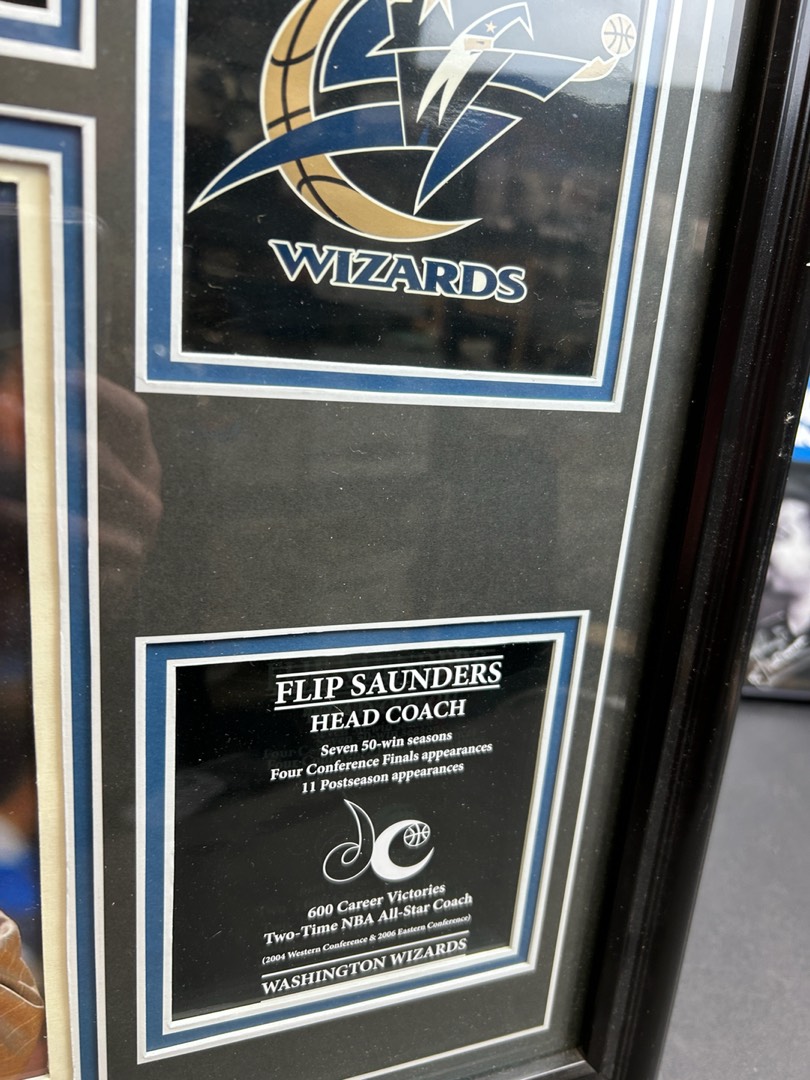 WIZARDS
FLIP SAUNDERS
HEAD COACH
Seven 50-win seasons
Four Conference Finals appearances
11 Postseason appearances
dc
600 Career Victories
Two-Time NBA All-Star Coach
(2004 Western Conference & 2006 Eastern Conference)
WASHINGTON WIZARDS